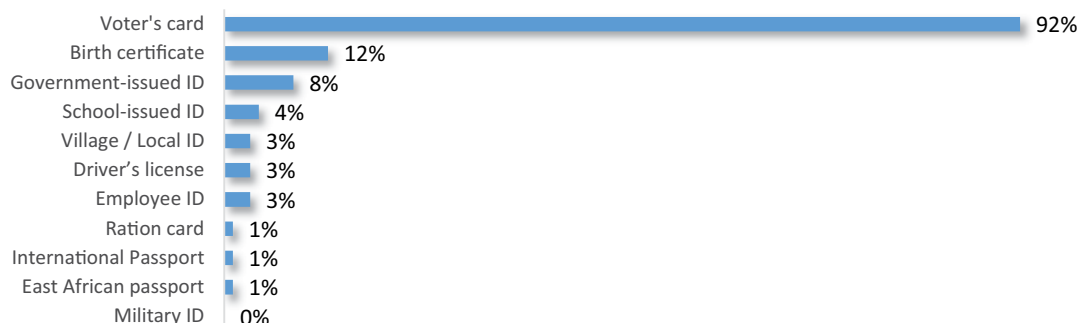 Voter's card 92%
Birth certificate 12%
Government-issued ID 8%
School-issued ID 4%
Village / Local ID 3%
Driver’s license 3%
Employee ID 3%
Ration card 1%
International Passport 1%
East African passport 1%
Military ID 0%